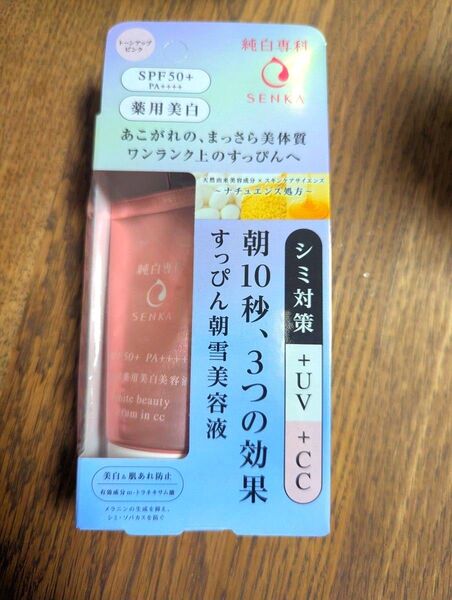 トーンアップ
ピンク
SPF50+
PA++++
薬用美白
純白専科
SENKA
あこがれの、まっさら美体質
ワンランク上のすっぴんへ
天然由来美容成分×スキンケアサイエンス
～ナチュエンス処方～
シミ対策
+UV
+CC
朝10秒、3つの効果
すっぴん朝雪美容液
純白専科
SENKA
PF50+ PA++++
薬用美白美容液
hite beauty
rum in cc
美白&肌あれ防止
有効成分m-トラネキサム酸
メラニンの生成を抑え、
シミ・ソバカスを防ぐ